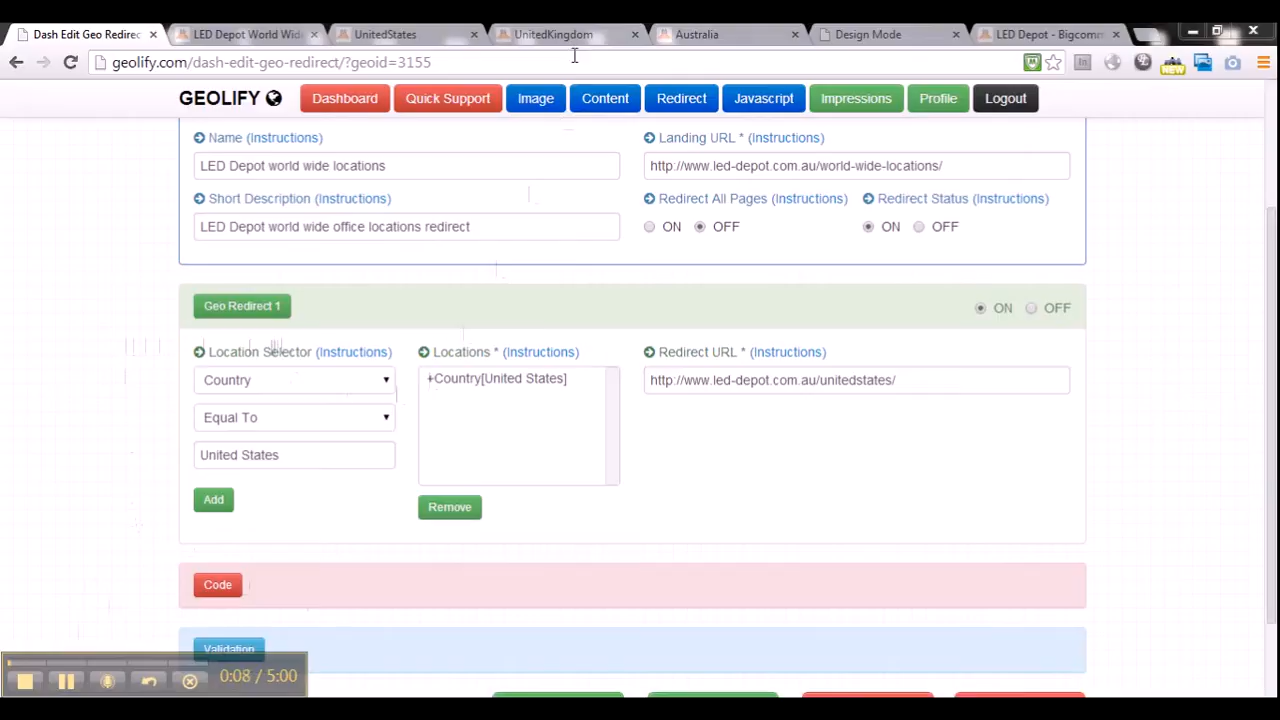 Dash Edit Geo Redirec LED Depot World Wide UnitedStates UnitedKingdom Australia Design Mode LED Depot - Bigcomm
geolify.com/dash-edit-geo-redirect/?geoid=3155
GEOLIFY Dashboard Quick Support Image Content Redirect Javascript Impressions Profile Logout
Name (Instructions) Landing URL * (Instructions)
LED Depot world wide locations http://www.led-depot.com.au/world-wide-locations/
Short Description (Instructions) Redirect All Pages (Instructions) Redirect Status (Instructions)
LED Depot world wide office locations redirect ON OFF ON OFF
Geo Redirect 1 ON OFF
Location Selector (Instructions) Locations * (Instructions) Redirect URL * (Instructions)
Country +Country[United States] http://www.led-depot.com.au/unitedstates/
Equal To
United States
Add Remove
Code
Validation
0:08 / 5:00